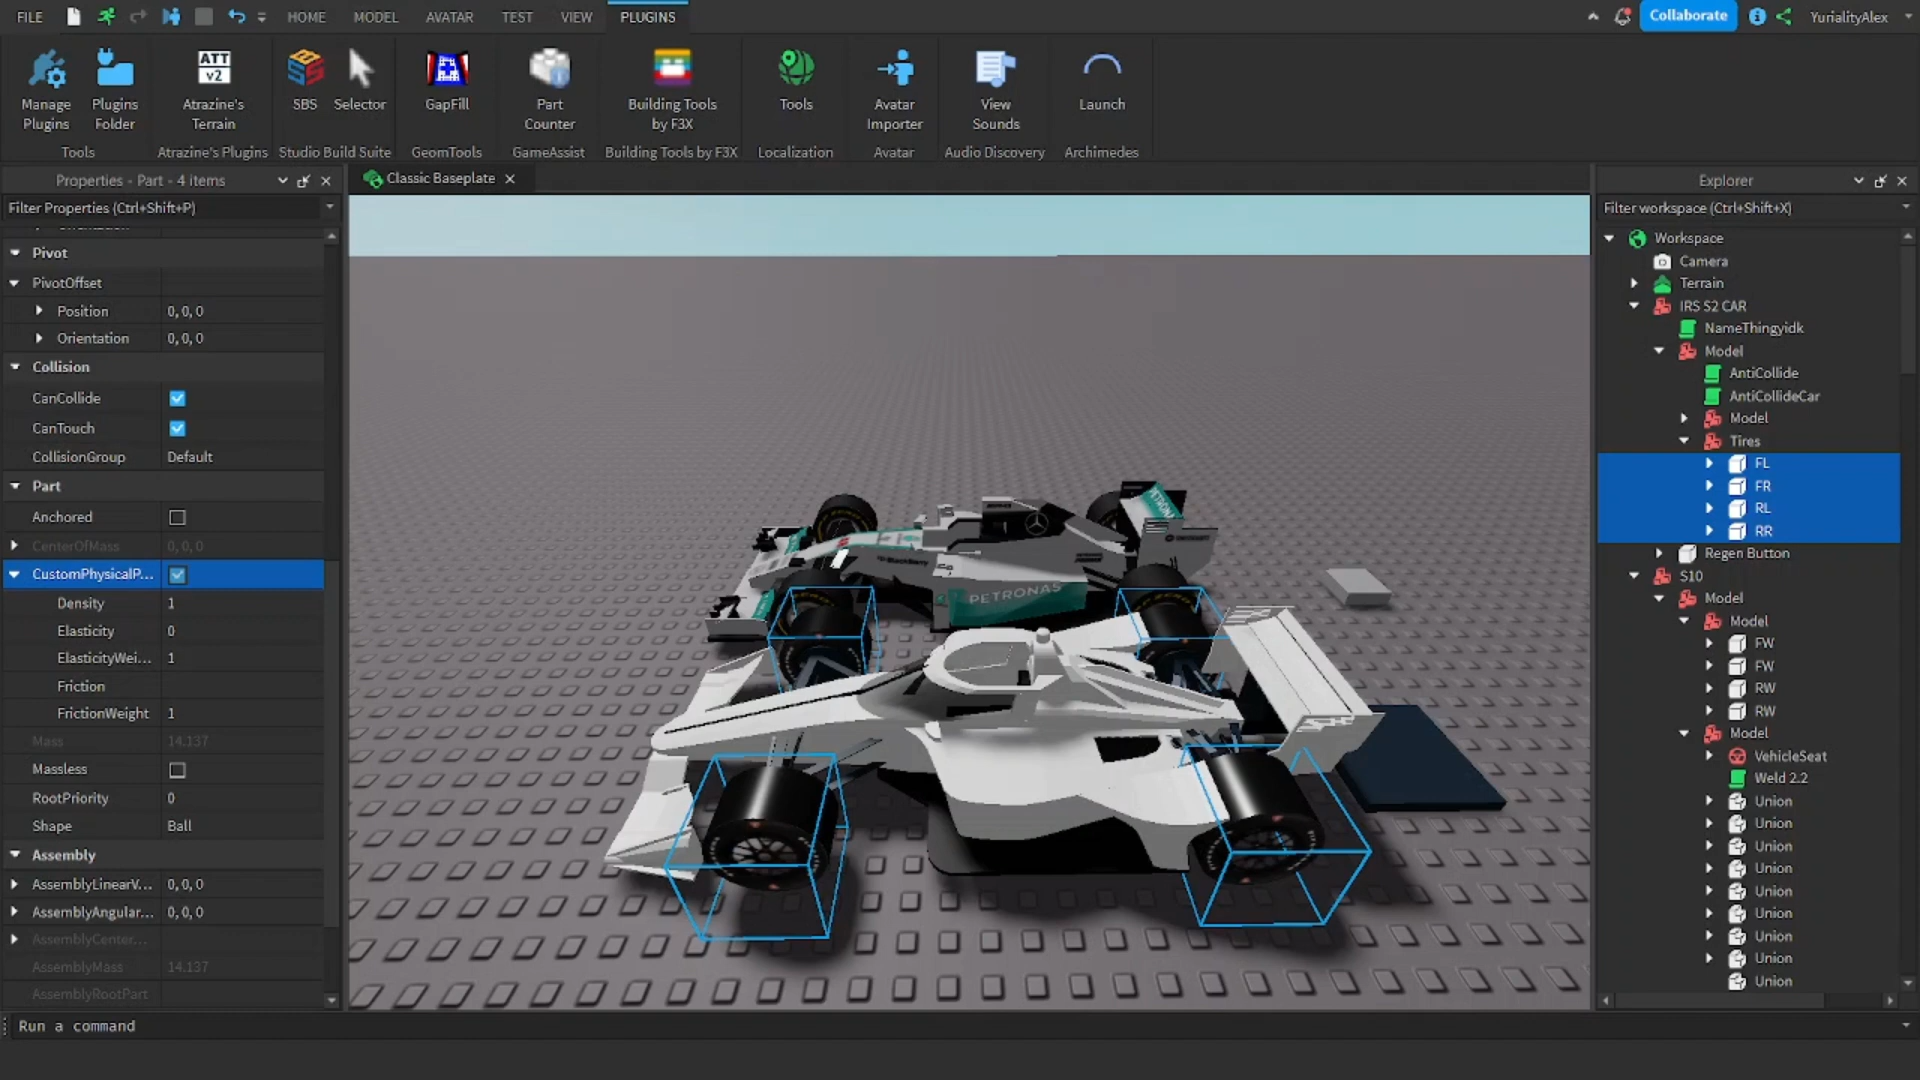 FILE HOME MODEL AVATAR TEST VIEW PLUGINS Collaborate YurialityAlex
Manage Plugins
Plugins Folder
ATT v2
Atrazine's Terrain
SBS
Selector
GapFill
Part Counter
Building Tools by F3X
Tools
Avatar Importer
View Sounds
Launch
Tools Atrazine's Plugins Studio Build Suite GeomTools GameAssist Building Tools by F3X Localization Avatar Audio Discovery Archimedes
Properties - Part - 4 items
Filter Properties (Ctrl+Shift+P)
Pivot
PivotOffset
Position 0, 0, 0
Orientation 0, 0, 0
Collision
CanCollide
CanTouch
CollisionGroup Default
Part
Anchored
CenterOfMass 0, 0, 0
CustomPhysicalP...
Density 1
Elasticity 0
ElasticityWei... 1
Friction
FrictionWeight 1
Mass 14.137
Massless
RootPriority 0
Shape Ball
Assembly
AssemblyLinearV... 0, 0, 0
AssemblyAngular... 0, 0, 0
AssemblyCenter...
AssemblyMass 14.137
AssemblyRootPart
Classic Baseplate
PETRONAS
Explorer
Filter workspace (Ctrl+Shift+X)
Workspace
Camera
Terrain
IRS S2 CAR
NameThingyidk
Model
AntiCollide
AntiCollideCar
Model
Tires
FL
FR
RL
RR
Regen Button
S10
Model
Model
FW
FW
RW
RW
Model
VehicleSeat
Weld 2.2
Union
Union
Union
Union
Union
Union
Union
Union
Union
Run a command